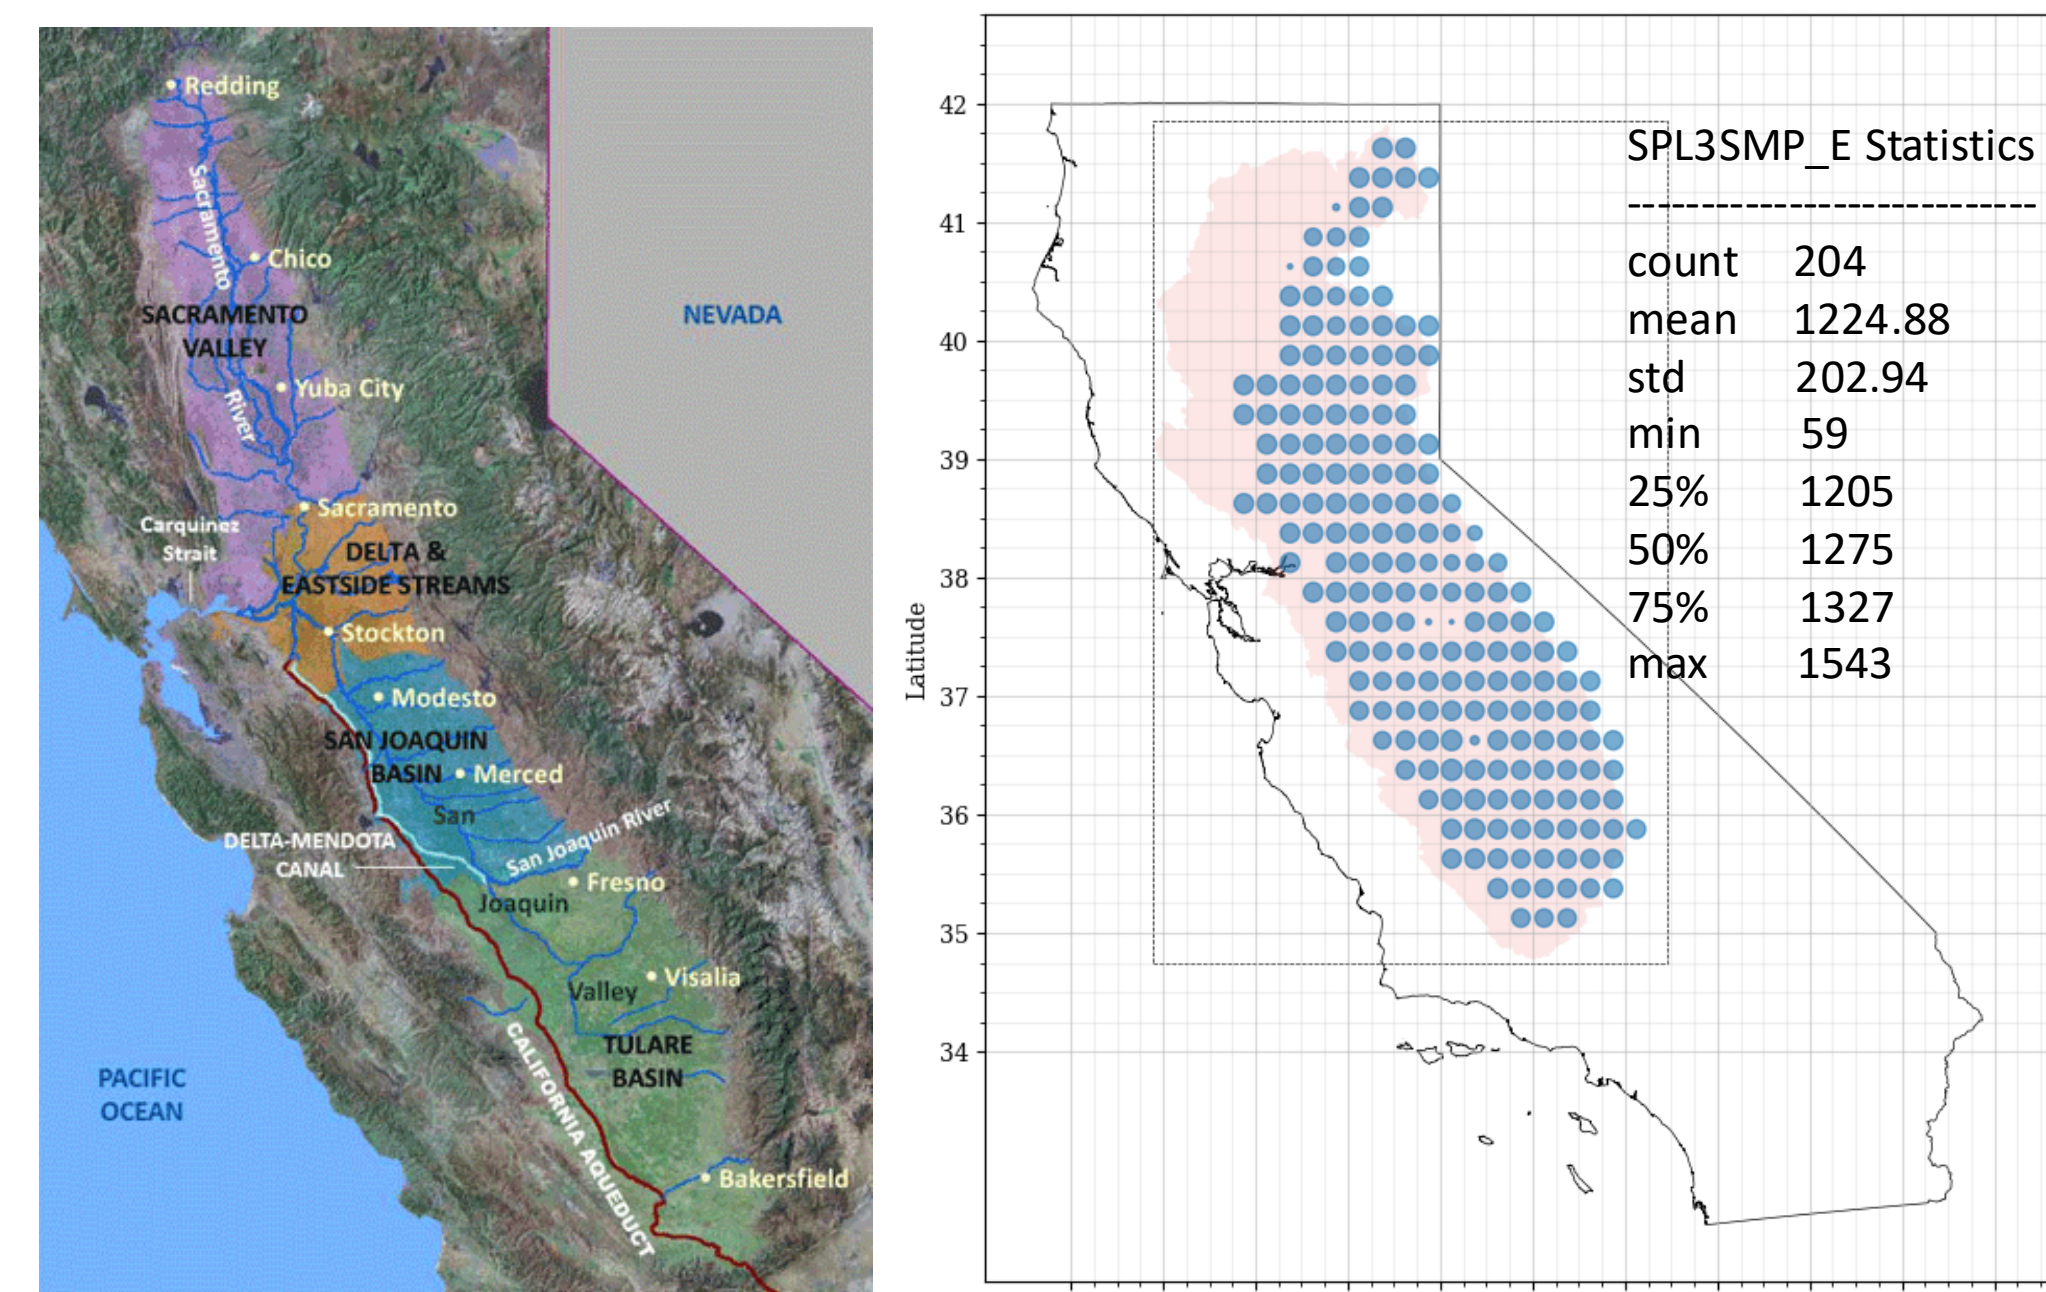 Redding
Sacramento
River
Chico
NEVADA
SACRAMENTO
VALLEY
Yuba City
Sacramento
Carquinez
Strait
DELTA &
EASTSIDE STREAMS
Stockton
Modesto
SAN JOAQUIN
BASIN
Merced
San
San Joaquin River
DELTA-MENDOTA
CANAL
Fresno
Joaquin
Visalia
Valley
TULARE
BASIN
CALIFORNIA AQUEDUCT
PACIFIC
OCEAN
Bakersfield
Latitude
42
41
40
39
38
37
36
35
34
SPL3SMP_E Statistics
---------------------------
count 204
mean 1224.88
std 202.94
min 59
25% 1205
50% 1275
75% 1327
max 1543